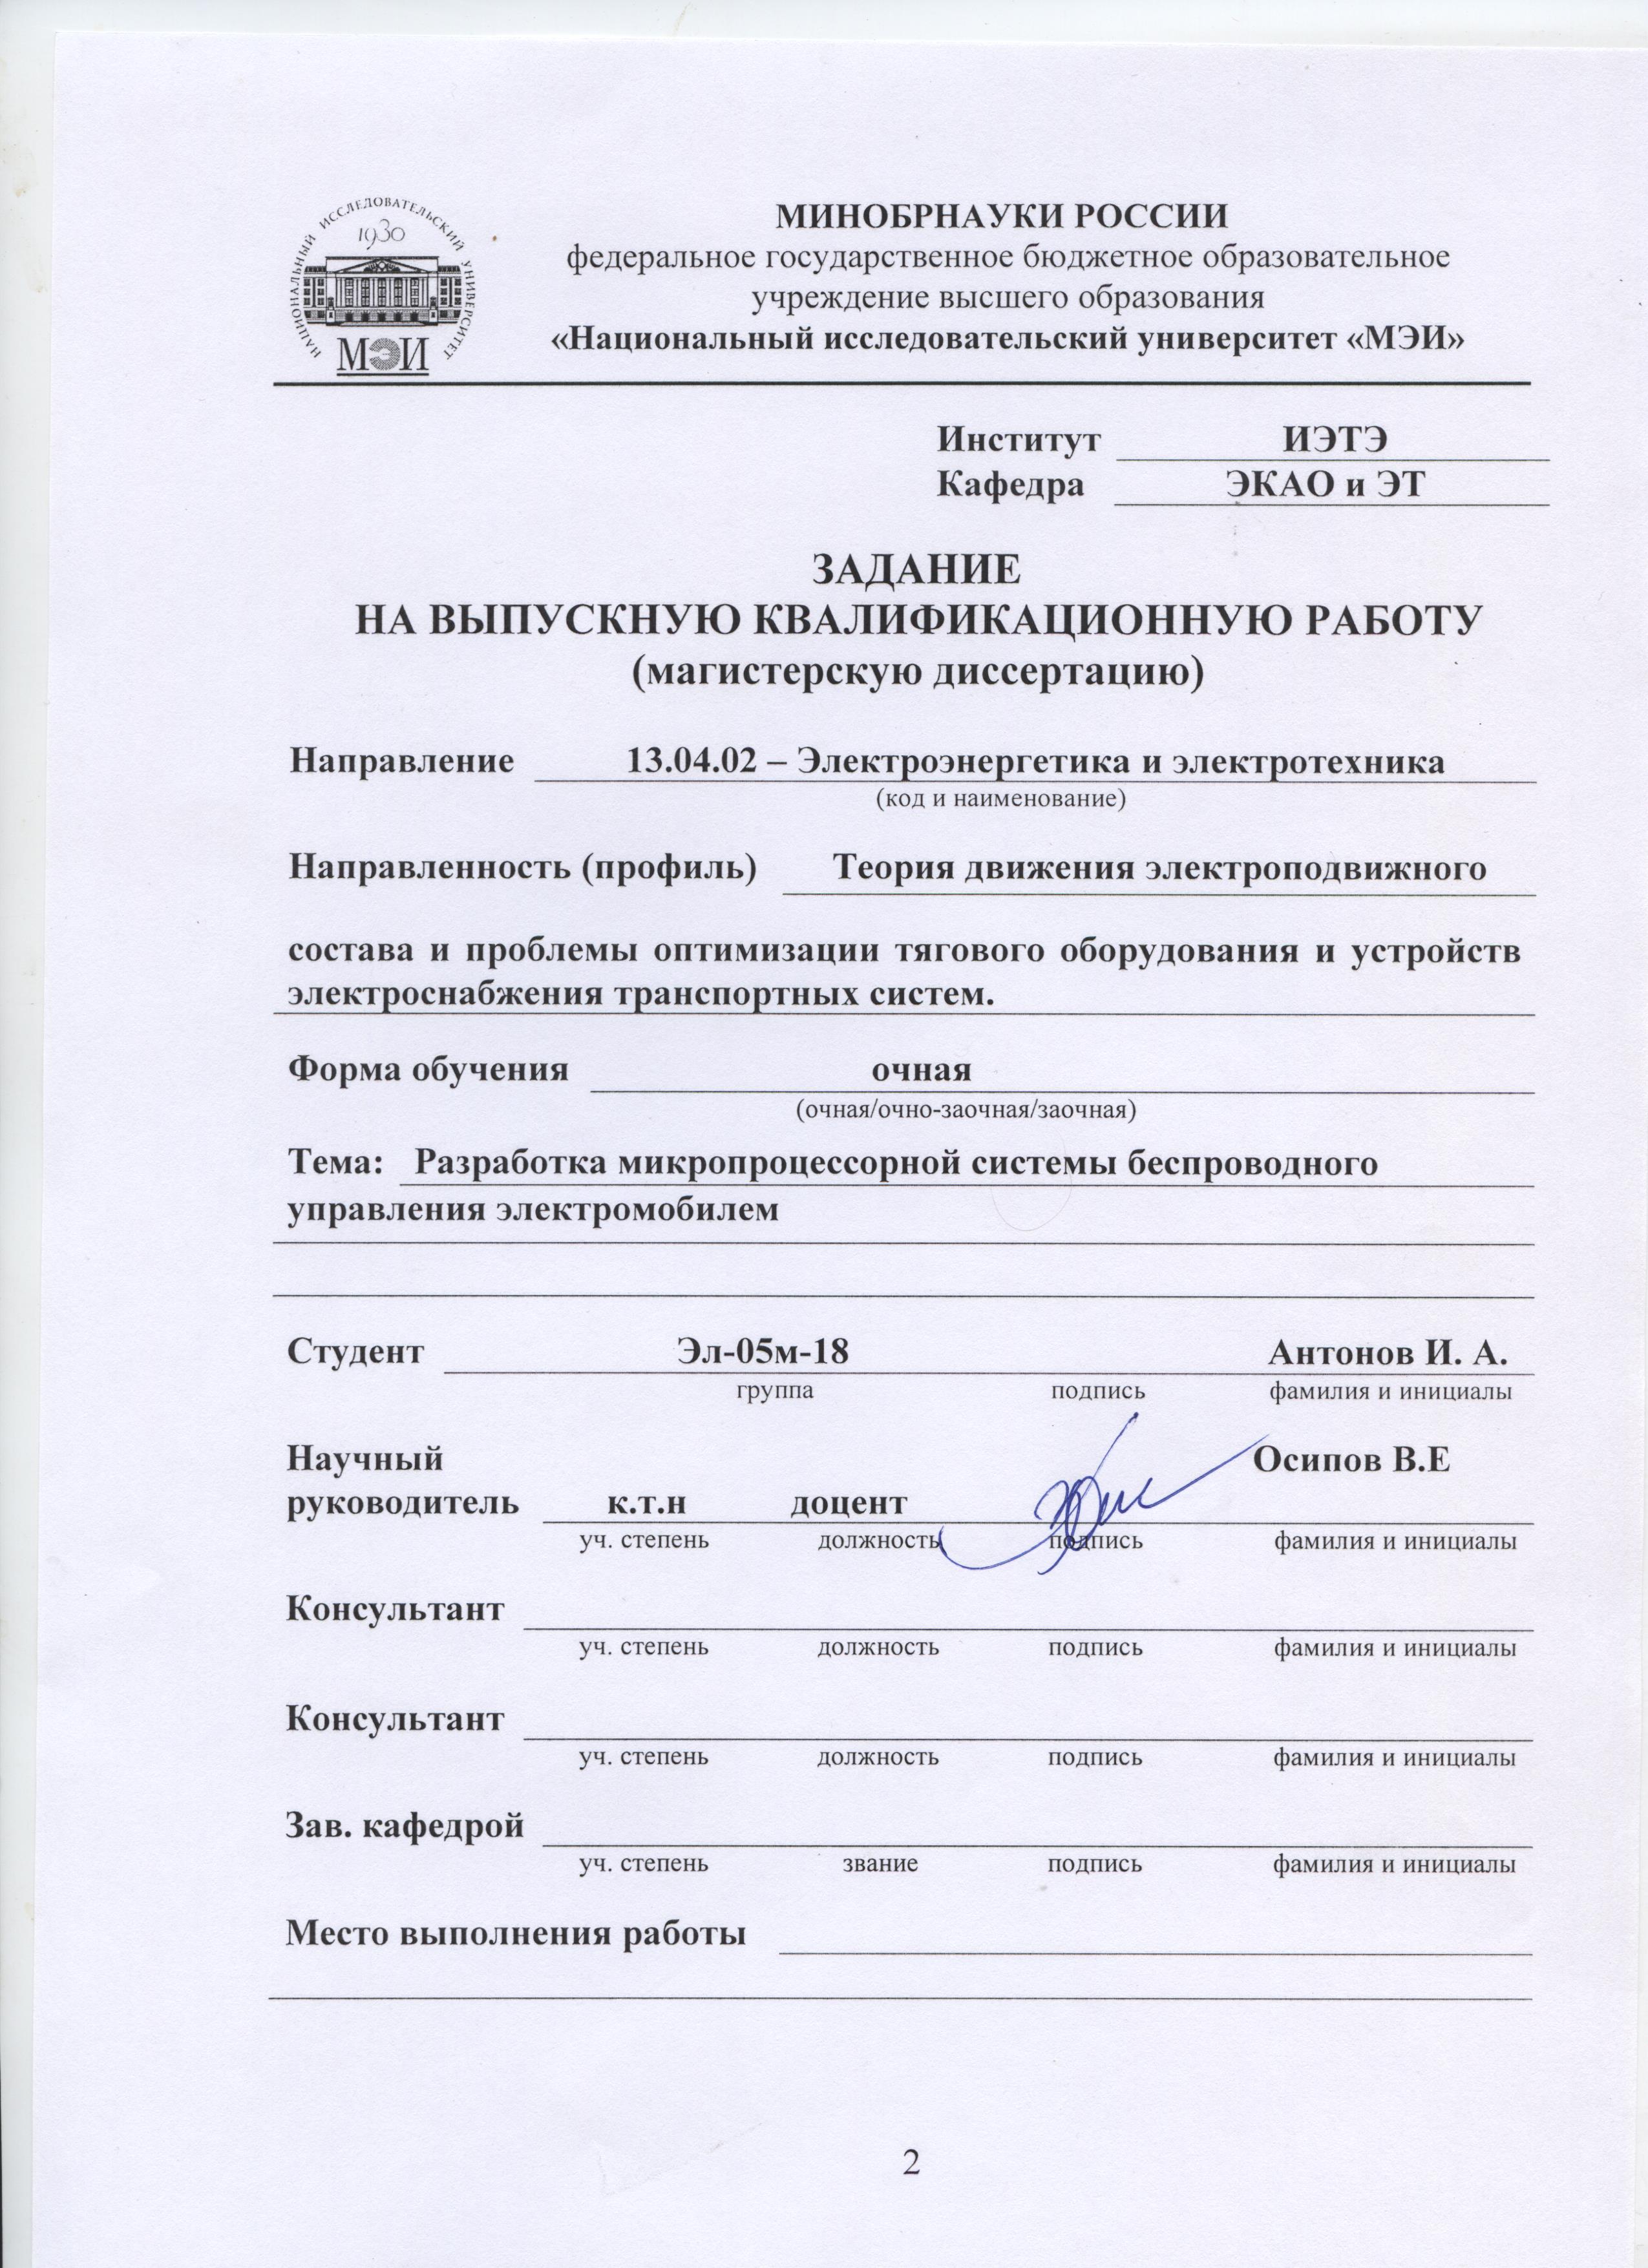 НАЦИОНАЛЬНЫЙ ИССЛЕДОВАТЕЛЬСКИЙ УНИВЕРСИТЕТ
1930
МЭИ
МИНОБРНАУКИ РОССИИ
федеральное государственное бюджетное образовательное
учреждение высшего образования
«Национальный исследовательский университет «МЭИ»
Институт ИЭТЭ
Кафедра ЭКАО и ЭТ
ЗАДАНИЕ
НА ВЫПУСКНУЮ КВАЛИФИКАЦИОННУЮ РАБОТУ
(магистерскую диссертацию)
Направление 13.04.02 – Электроэнергетика и электротехника
(код и наименование)
Направленность (профиль) Теория движения электроподвижного
состава и проблемы оптимизации тягового оборудования и устройств
электроснабжения транспортных систем.
Форма обучения очная
(очная/очно-заочная/заочная)
Тема: Разработка микропроцессорной системы беспроводного
управления электромобилем
Студент Эл-05м-18 Антонов И. А.
группа подпись фамилия и инициалы
Научный Осипов В.Е
руководитель к.т.н доцент
уч. степень должность подпись фамилия и инициалы
Консультант
уч. степень должность подпись фамилия и инициалы
Консультант
уч. степень должность подпись фамилия и инициалы
Зав. кафедрой
уч. степень звание подпись фамилия и инициалы
Место выполнения работы
2